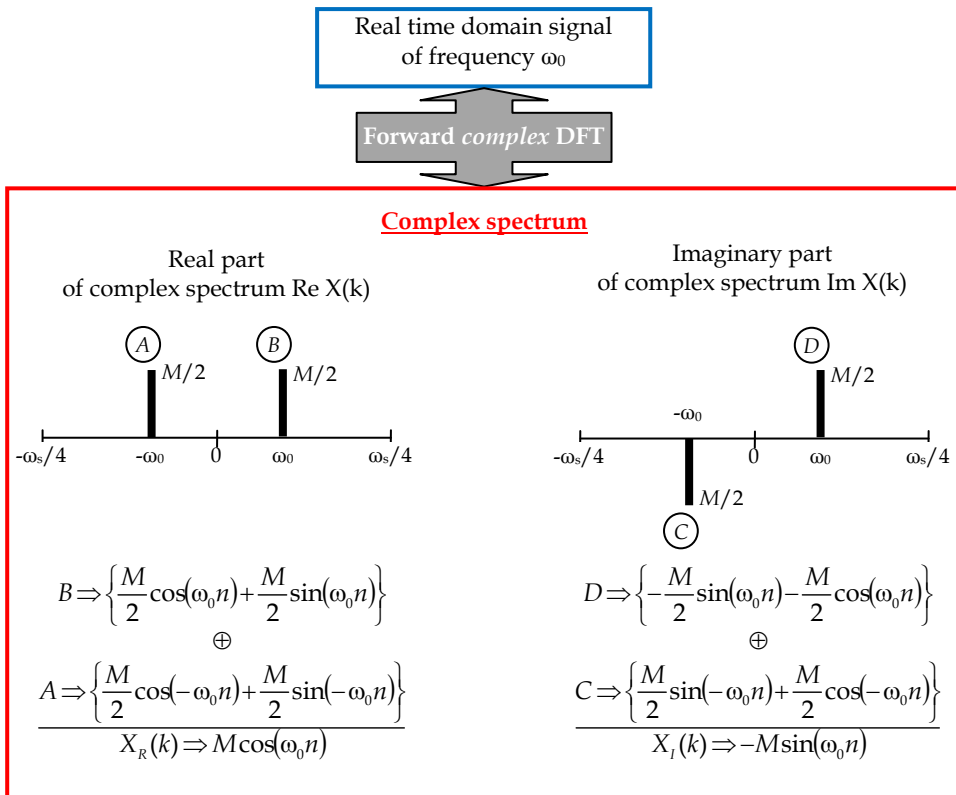 Real time domain signal
of frequency ω₀
Forward complex DFT
Complex spectrum
Real part
of complex spectrum Re X(k)
A
B
M/2
M/2
-ωₛ/4
-ω₀
0
ω₀
ωₛ/4
B ⇒ {M/2 cos(ω₀n) + M/2 sin(ω₀n)}
⊕
A ⇒ {M/2 cos(-ω₀n) + M/2 sin(-ω₀n)}
X_R(k) ⇒ M cos(ω₀n)
Imaginary part
of complex spectrum Im X(k)
D
M/2
-ω₀
-ωₛ/4
0
ω₀
ωₛ/4
M/2
C
D ⇒ {-M/2 sin(ω₀n) - M/2 cos(ω₀n)}
⊕
C ⇒ {M/2 sin(-ω₀n) + M/2 cos(-ω₀n)}
X_I(k) ⇒ -M sin(ω₀n)